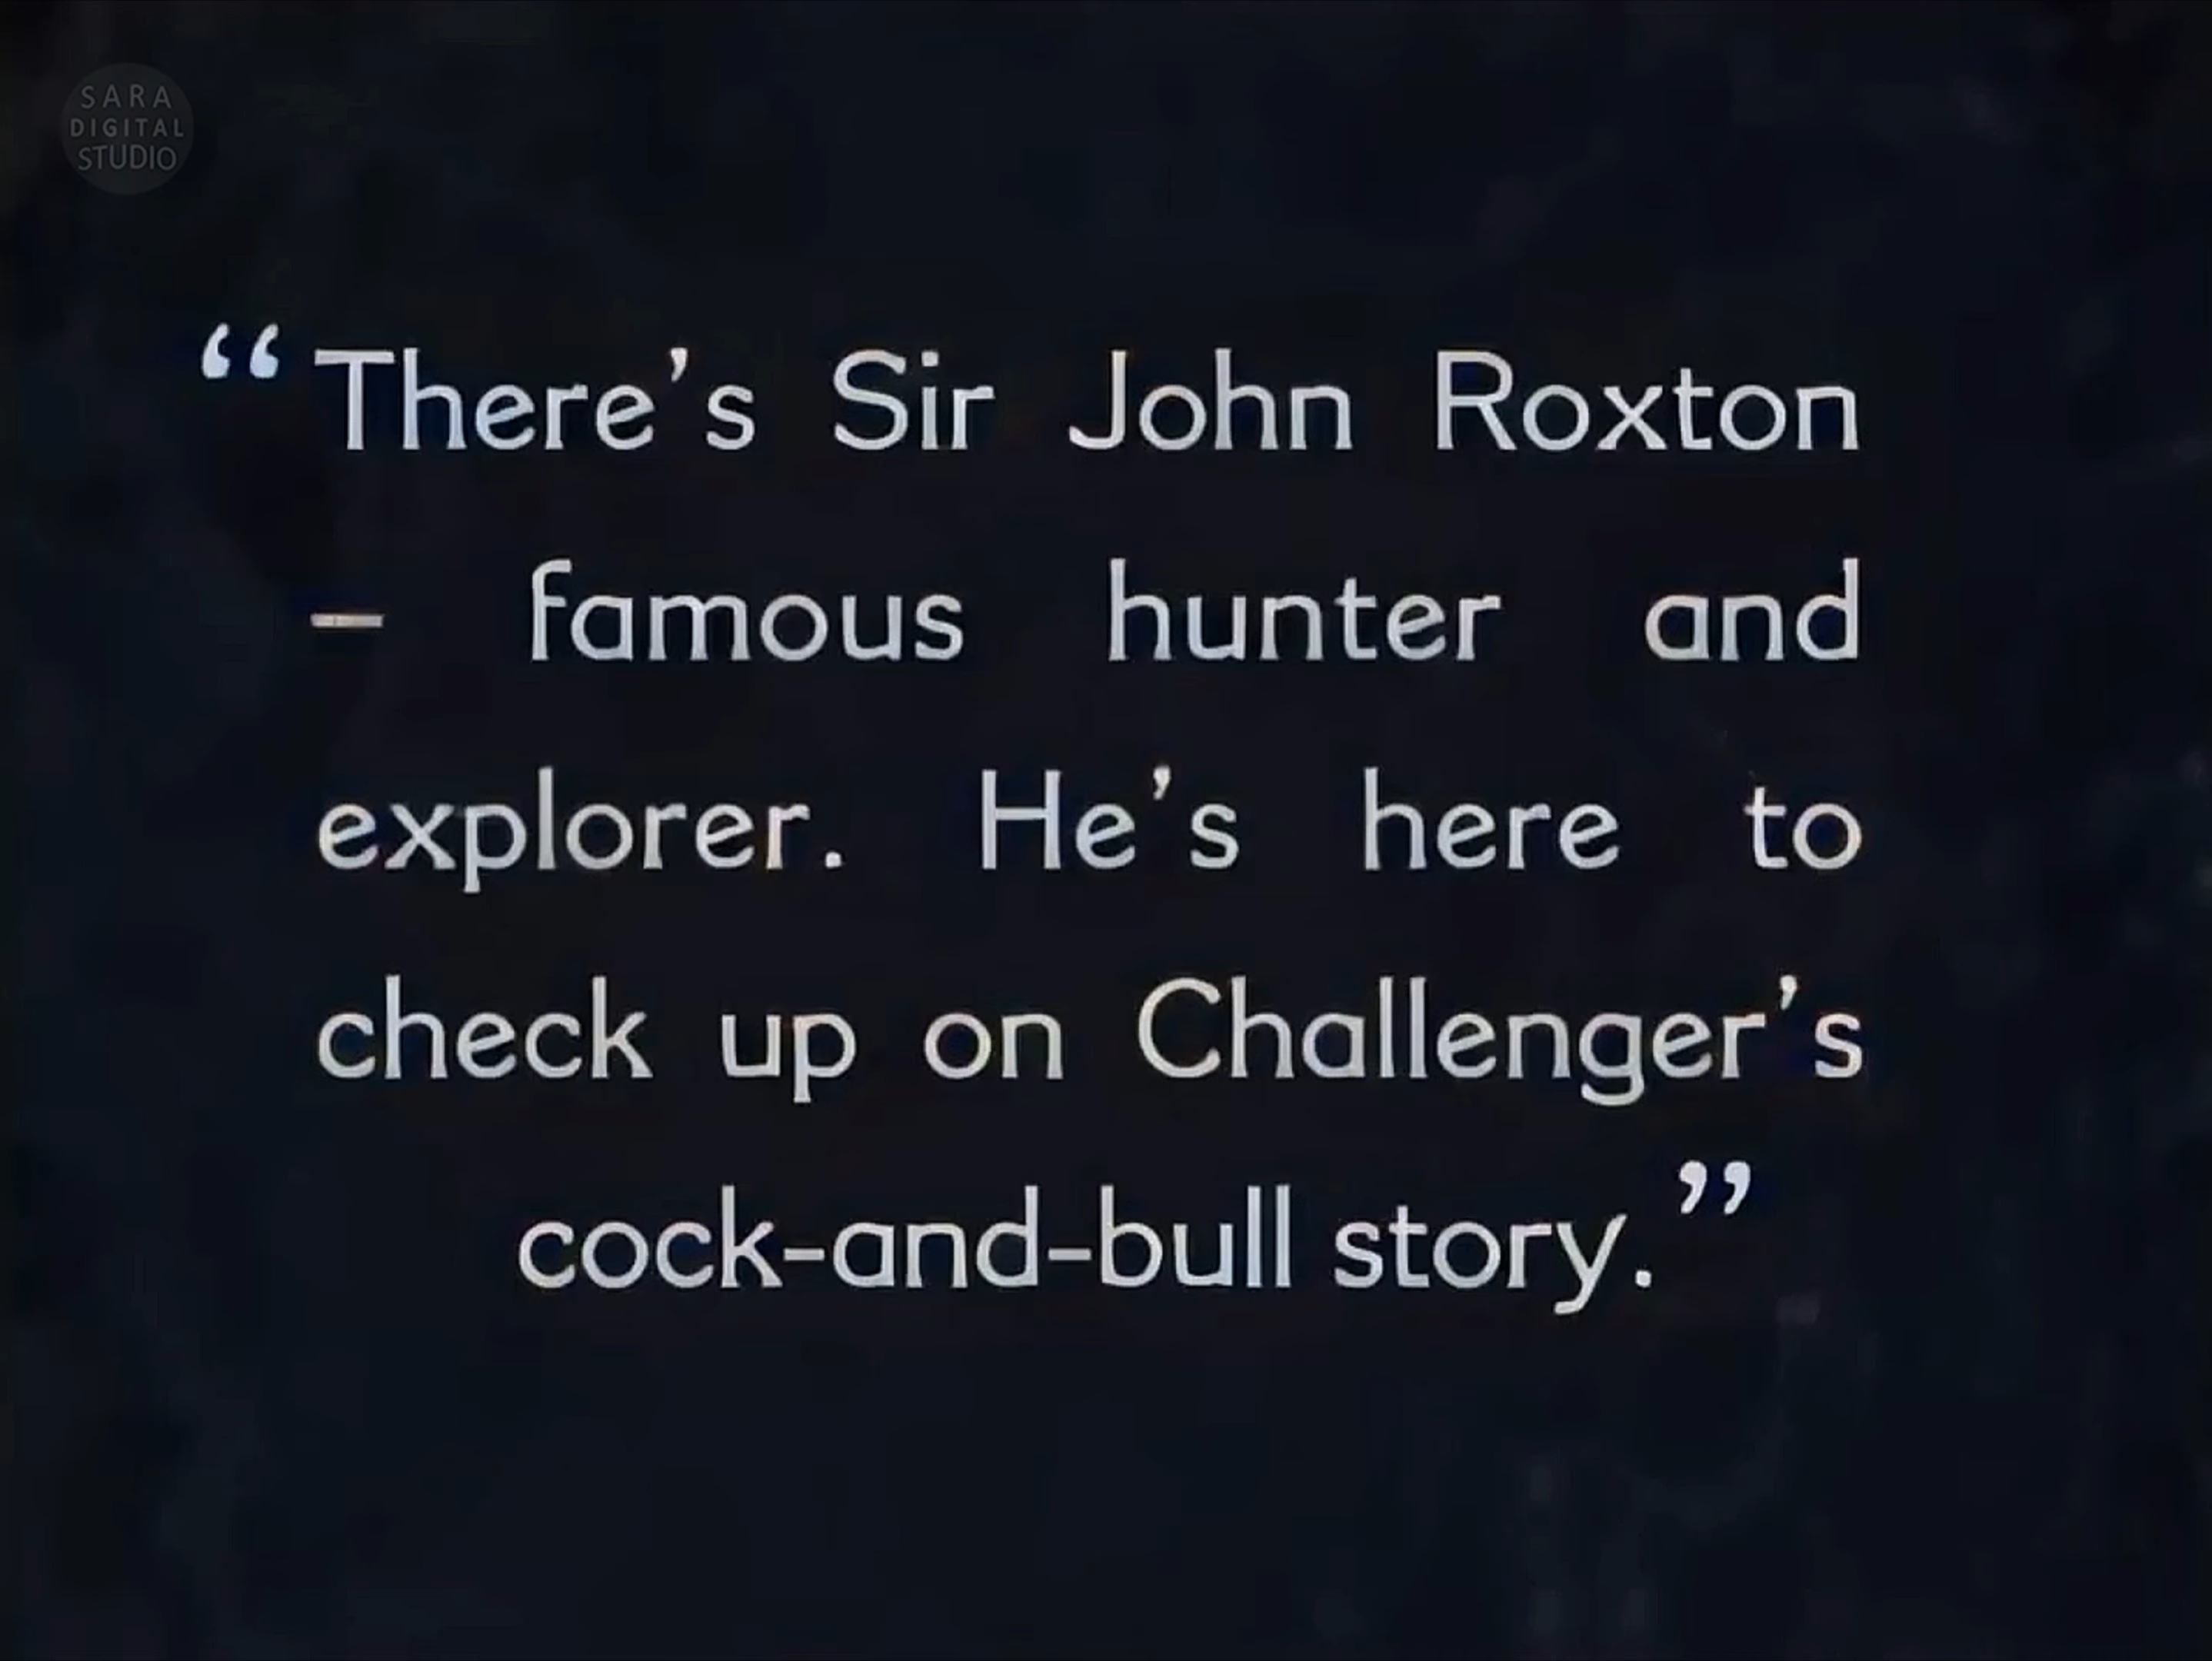 SARA
DIGITAL
STUDIO
“There’s Sir John Roxton
– famous hunter and
explorer. He’s here to
check up on Challenger’s
cock-and-bull story.”